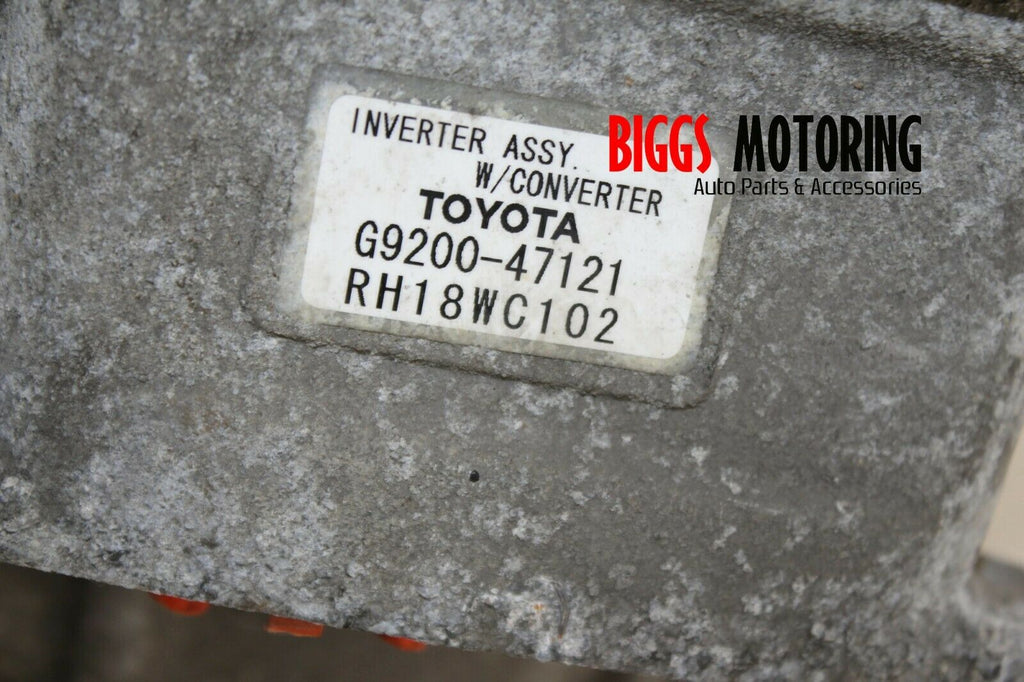 INVERTER ASSY.
W/CONVERTER
TOYOTA
G9200-47121
RH18WC102
BIGGS MOTORING
Auto Parts & Accessories